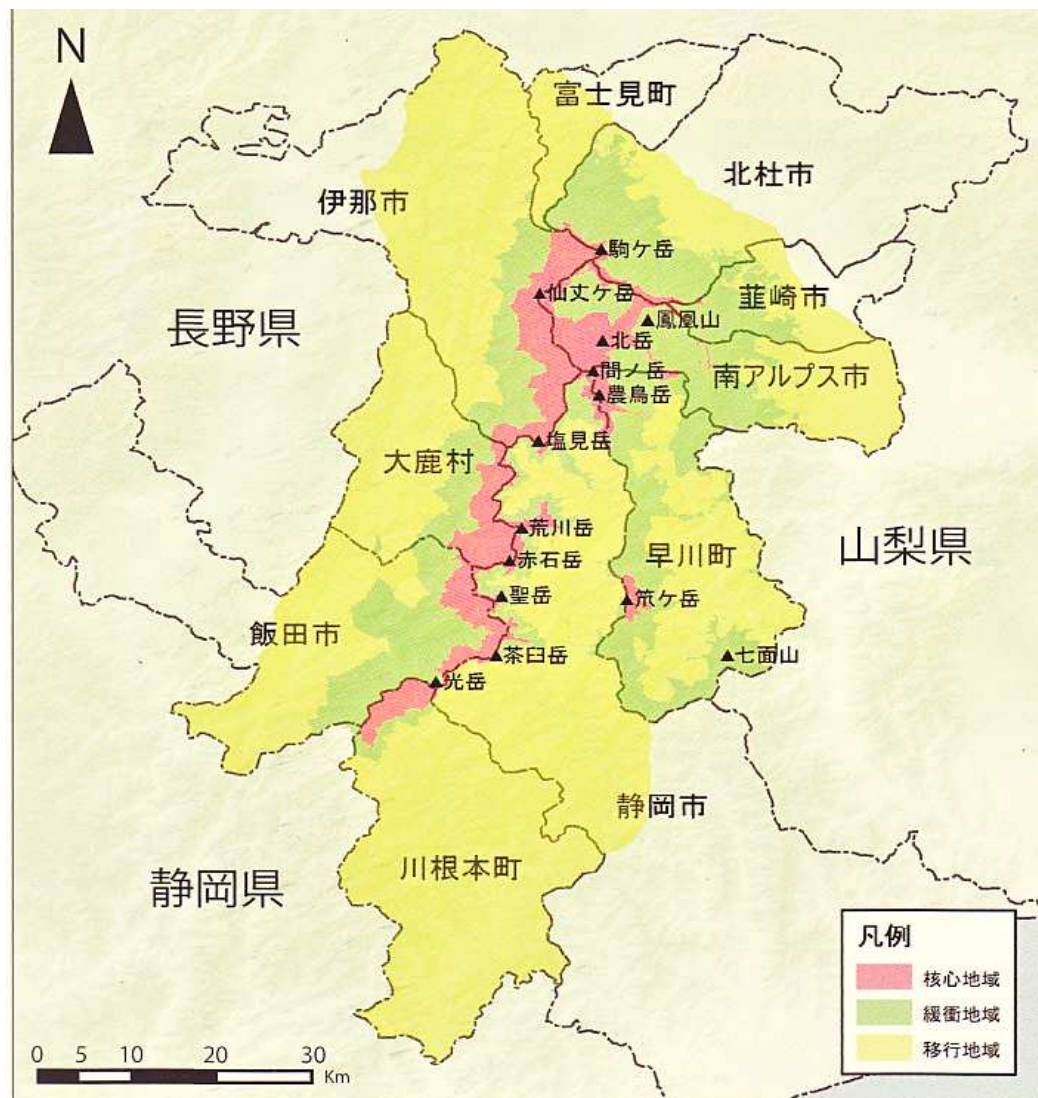 N
富士見町
北杜市
伊那市
駒ケ岳
仙丈ケ岳
韮崎市
長野県
鳳凰山
北岳
間ノ岳
南アルプス市
農鳥岳
塩見岳
大鹿村
荒川岳
山梨県
早川町
赤石岳
聖岳
笊ケ岳
飯田市
茶臼岳
七面山
光岳
静岡市
川根本町
静岡県
凡例
核心地域
緩衝地域
移行地域
0 5 10 20 30
Km